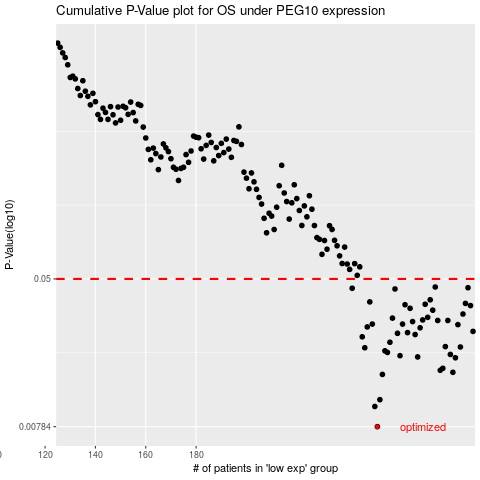 Cumulative P-Value plot for OS under PEG10 expression
P-Value(log10)
0.05
0.00784
optimized
0
120
140
160
180
# of patients in 'low exp' group